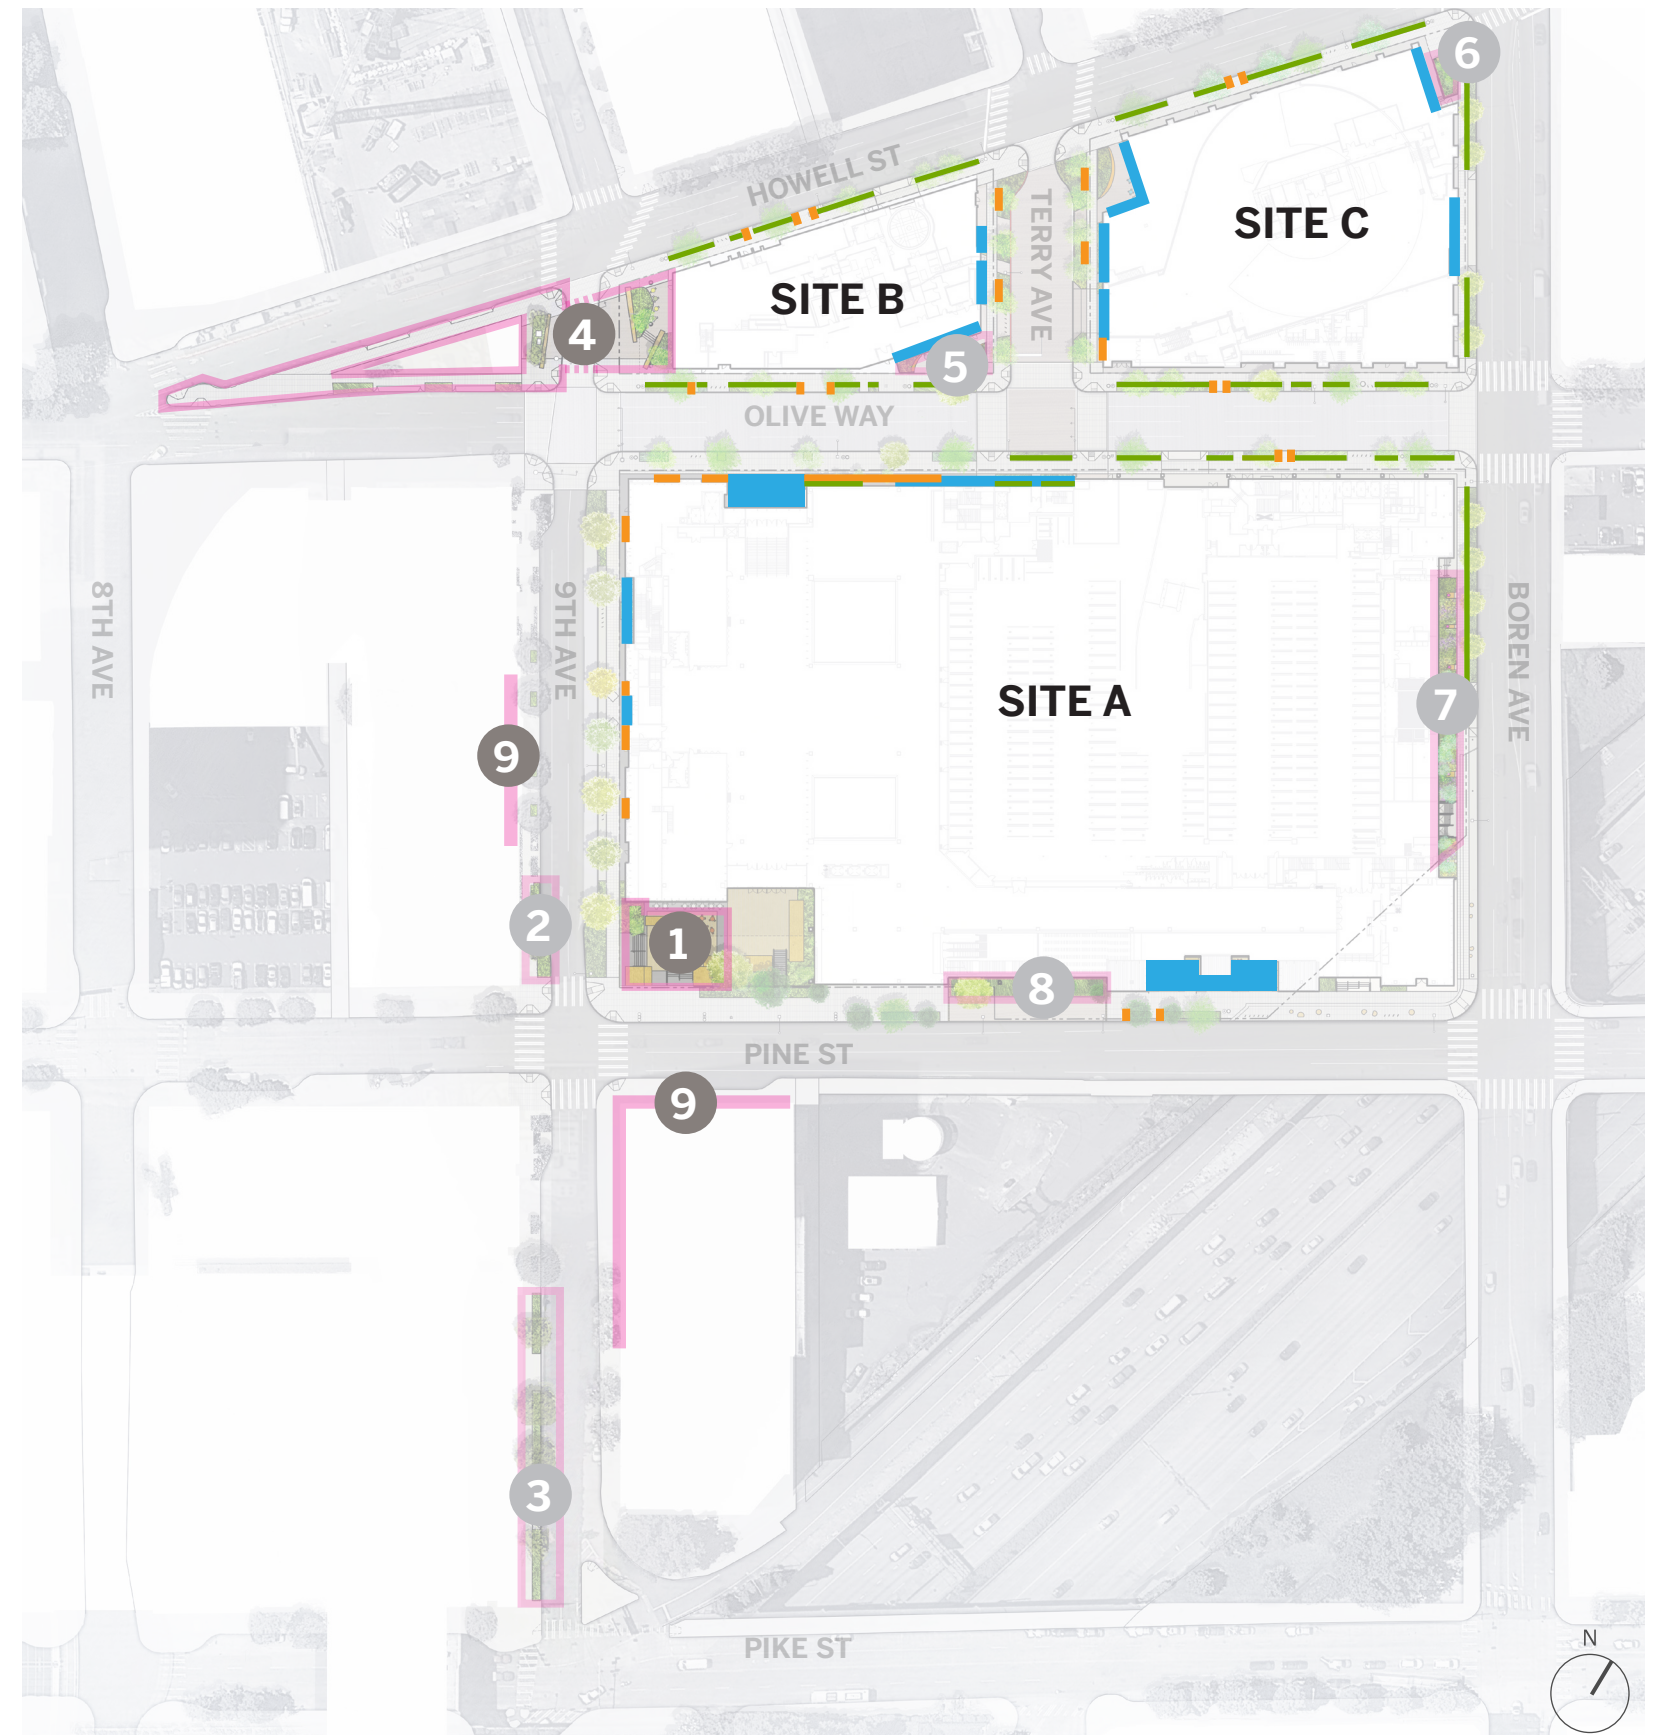 6
HOWELL ST
TERRY AVE
SITE C
SITE B
4
5
OLIVE WAY
8TH AVE
9TH AVE
BOREN AVE
SITE A
7
9
2
1
8
PINE ST
9
3
N
PIKE ST